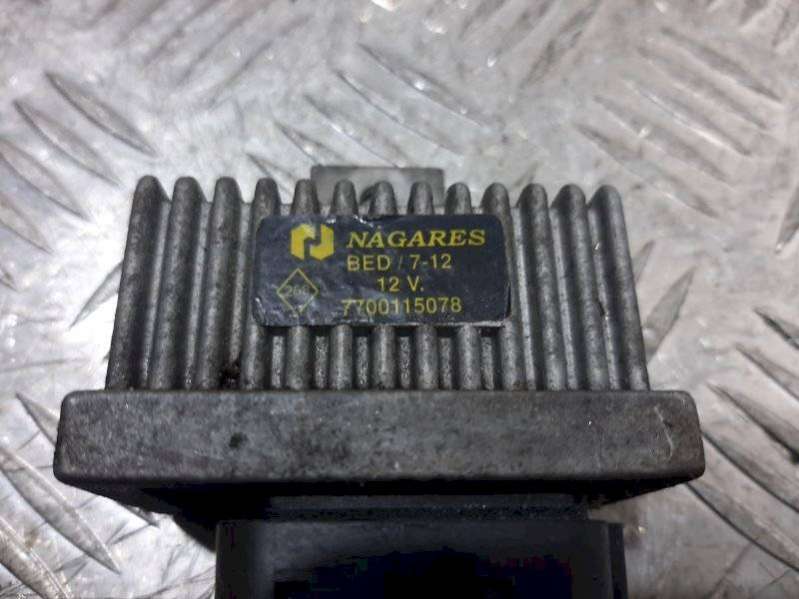 NAGARES
BED / 7-12
12 V.
7700115078